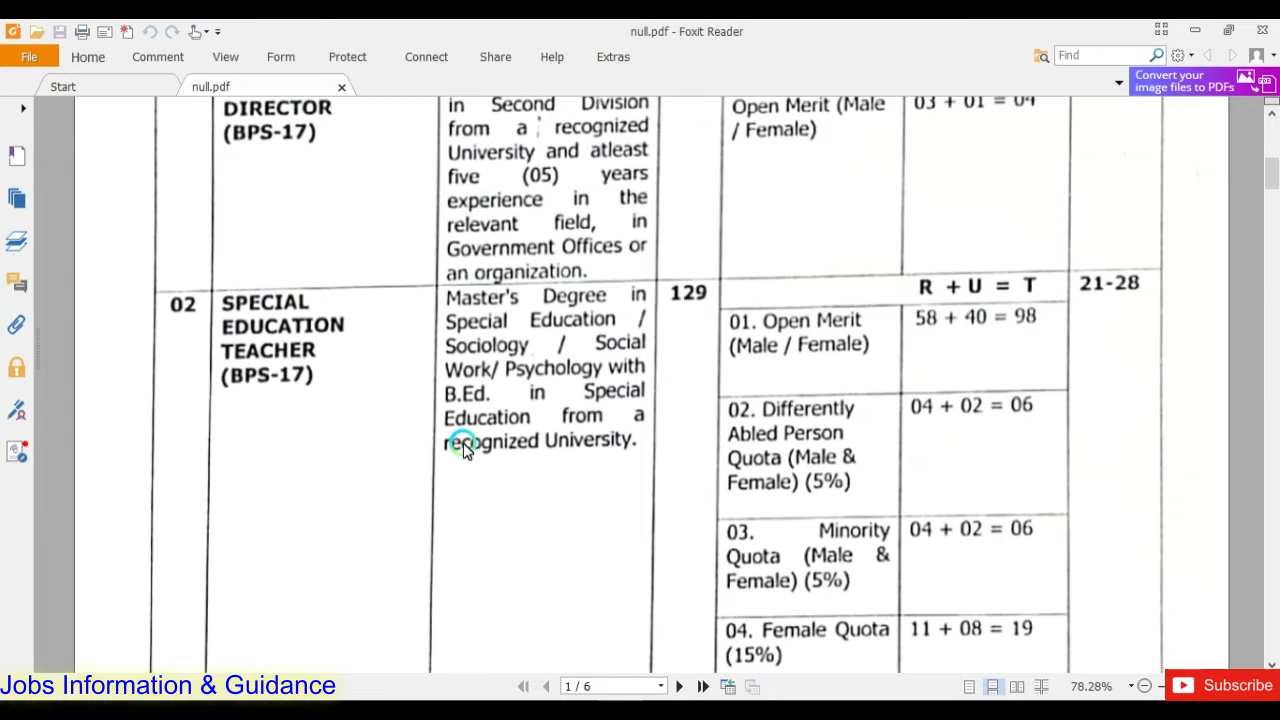 null.pdf - Foxit Reader
File Home Comment View Form Protect Connect Share Help Extras
Find
Start
null.pdf
Convert your
image files to PDFs
DIRECTOR
(BPS-17)
in Second Division
from a recognized
University and atleast
five (05) years
experience in the
relevant field, in
Government Offices or
an organization.
Open Merit (Male
/ Female)
03 + 01 = 04
02
SPECIAL
EDUCATION
TEACHER
(BPS-17)
Master's Degree in
Special Education /
Sociology / Social
Work/ Psychology with
B.Ed. in Special
Education from a
recognized University.
129
R + U = T
21-28
01. Open Merit
(Male / Female)
58 + 40 = 98
02. Differently
Abled Person
Quota (Male &
Female) (5%)
04 + 02 = 06
03. Minority
Quota (Male &
Female) (5%)
04 + 02 = 06
04. Female Quota
(15%)
11 + 08 = 19
Jobs Information & Guidance
1 / 6
78.28%
Subscribe